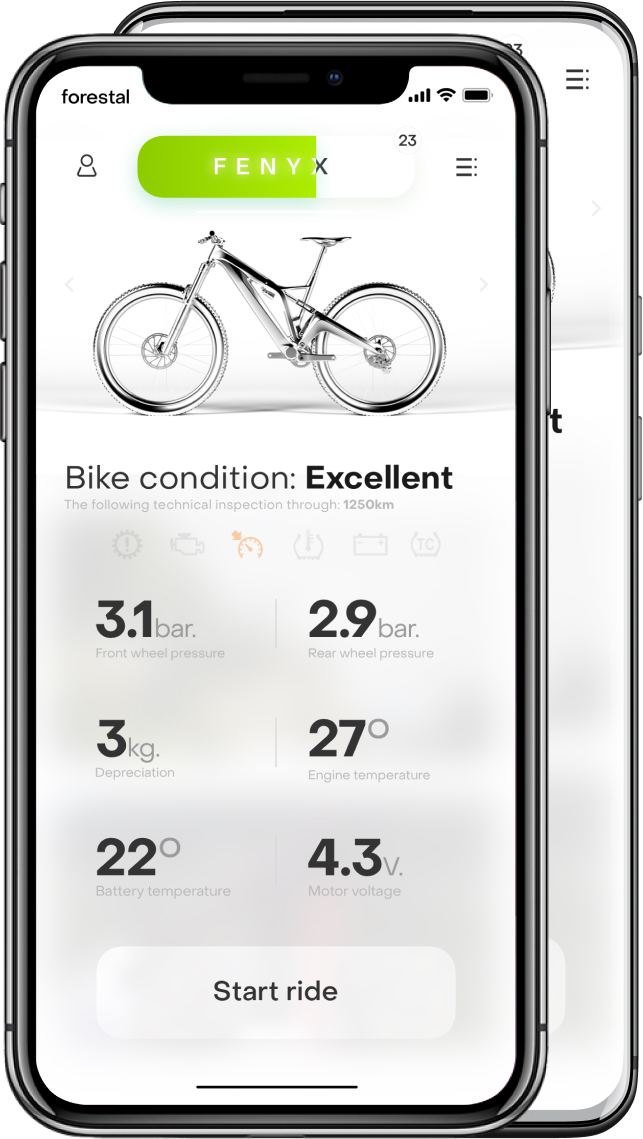 forestal
23
FENYX
Bike condition: Excellent
The following technical inspection through: 1250km
TC
3.1bar.
Front wheel pressure
2.9bar.
Rear wheel pressure
3kg.
Depreciation
27°
Engine temperature
22°
Battery temperature
4.3V.
Motor voltage
Start ride
t